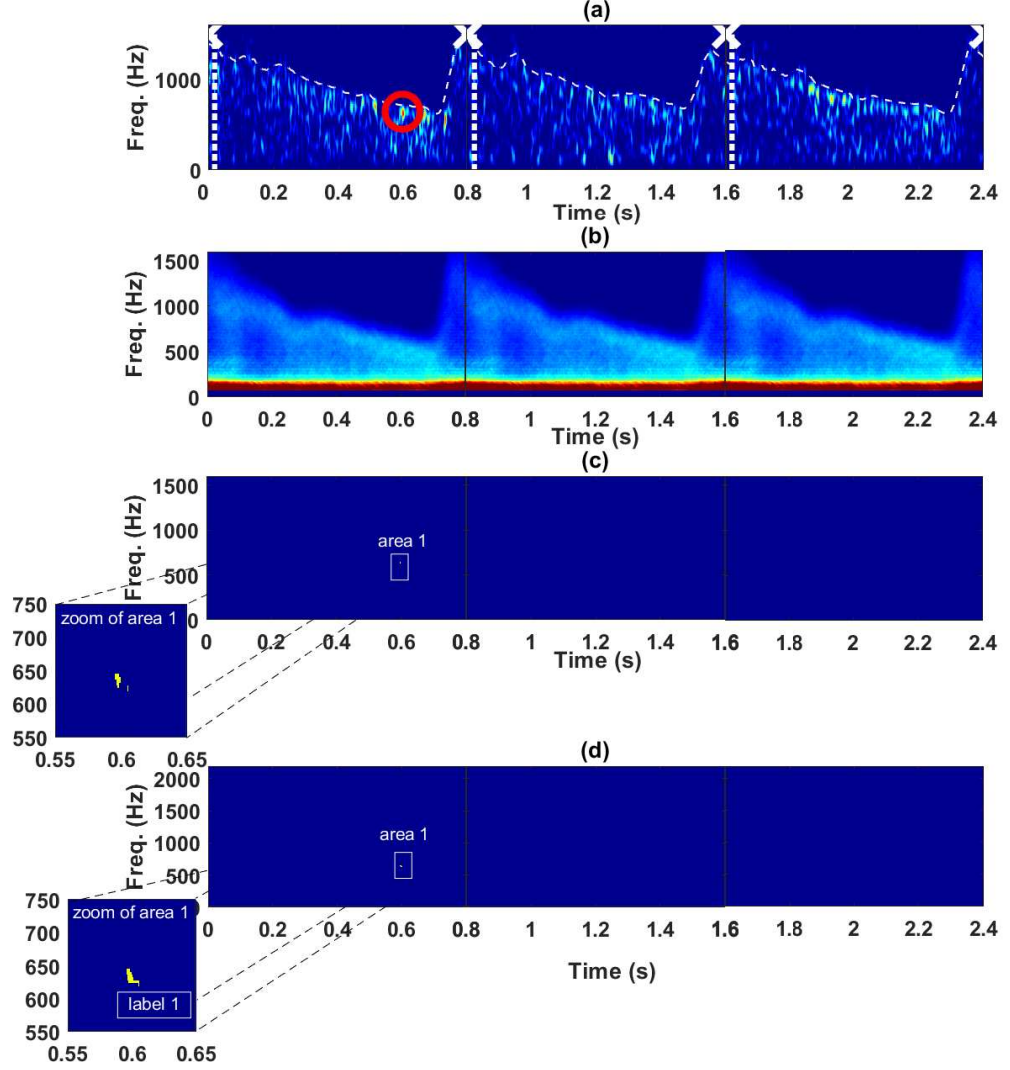 (a)
Freq. (Hz)
1000
0
0 0.2 0.4 0.6 0.8 1 1.2 1.4 1.6 1.8 2 2.2 2.4
Time (s)
(b)
Freq. (Hz)
1500
1000
500
0
0 0.2 0.4 0.6 0.8 1 1.2 1.4 1.6 1.8 2 2.2 2.4
Time (s)
(c)
Freq. (Hz)
1500
1000
500
0
area 1
0 0.2 0.4 0.6 0.8 1 1.2 1.4 1.6 1.8 2 2.2 2.4
Time (s)
zoom of area 1
750
700
650
600
550
0.55 0.6 0.65
(d)
Freq. (Hz)
2000
1500
1000
500
0
area 1
0 0.2 0.4 0.6 0.8 1 1.2 1.4 1.6 1.8 2 2.2 2.4
Time (s)
zoom of area 1
750
700
650
600
550
label 1
0.55 0.6 0.65